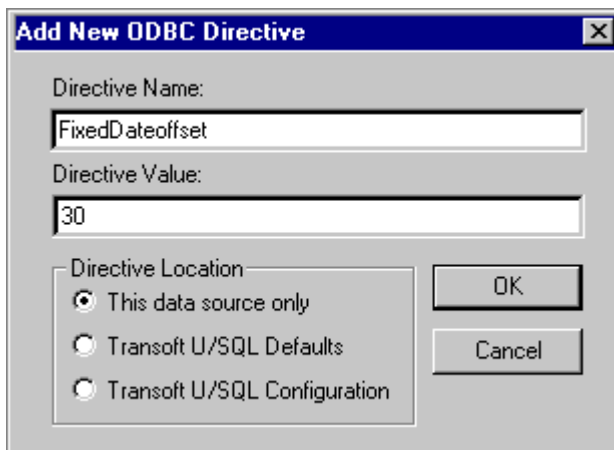 Add New ODBC Directive
Directive Name:
FixedDateoffset
Directive Value:
30
Directive Location
This data source only
OK
Transoft U/SQL Defaults
Cancel
Transoft U/SQL Configuration